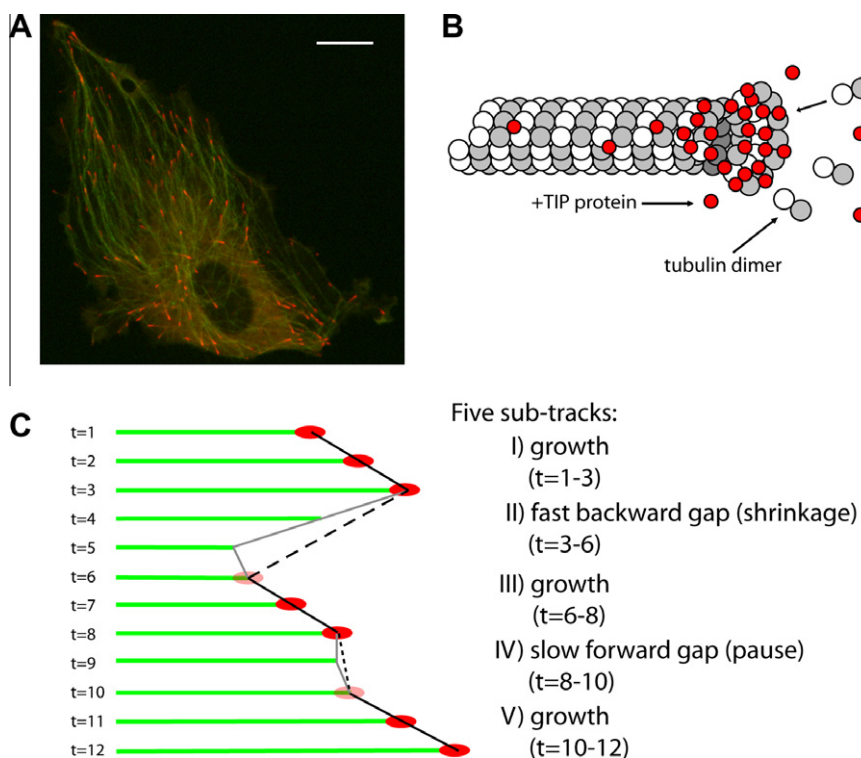 A
B
+TIP protein
tubulin dimer
C
t=1
t=2
t=3
t=4
t=5
t=6
t=7
t=8
t=9
t=10
t=11
t=12
Five sub-tracks:
I) growth
(t=1-3)
II) fast backward gap (shrinkage)
(t=3-6)
III) growth
(t=6-8)
IV) slow forward gap (pause)
(t=8-10)
V) growth
(t=10-12)